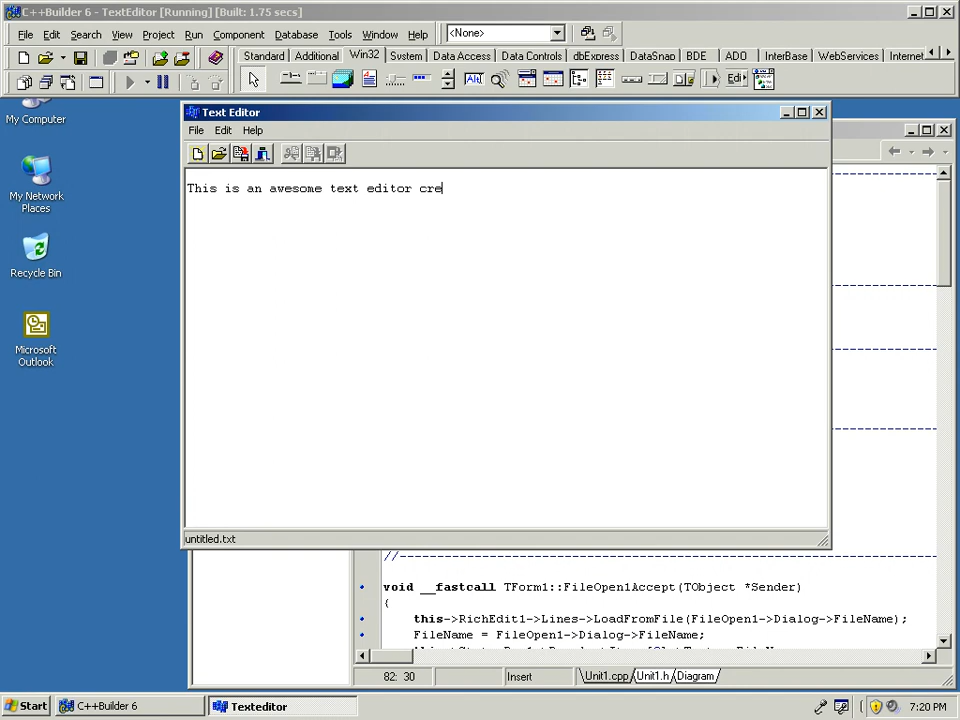 C++Builder 6 - TextEditor [Running] [Built: 1.75 secs]
File Edit Search View Project Run Component Database Tools Window Help
<None>
Standard Additional Win32 System Data Access Data Controls dbExpress DataSnap BDE ADO InterBase WebServices Internet
My Computer
My Network
Places
Recycle Bin
Microsoft
Outlook
Text Editor
File Edit Help
This is an awesome text editor cre
untitled.txt
//
void __fastcall TForm1::FileOpen1Accept(TObject *Sender)
{
this->RichEdit1->Lines->LoadFromFile(FileOpen1->Dialog->FileName);
FileName = FileOpen1->Dialog->FileName;
82: 30
Insert
Unit1.cpp Unit1.h Diagram
Start
C++Builder 6
Texteditor
7:20 PM